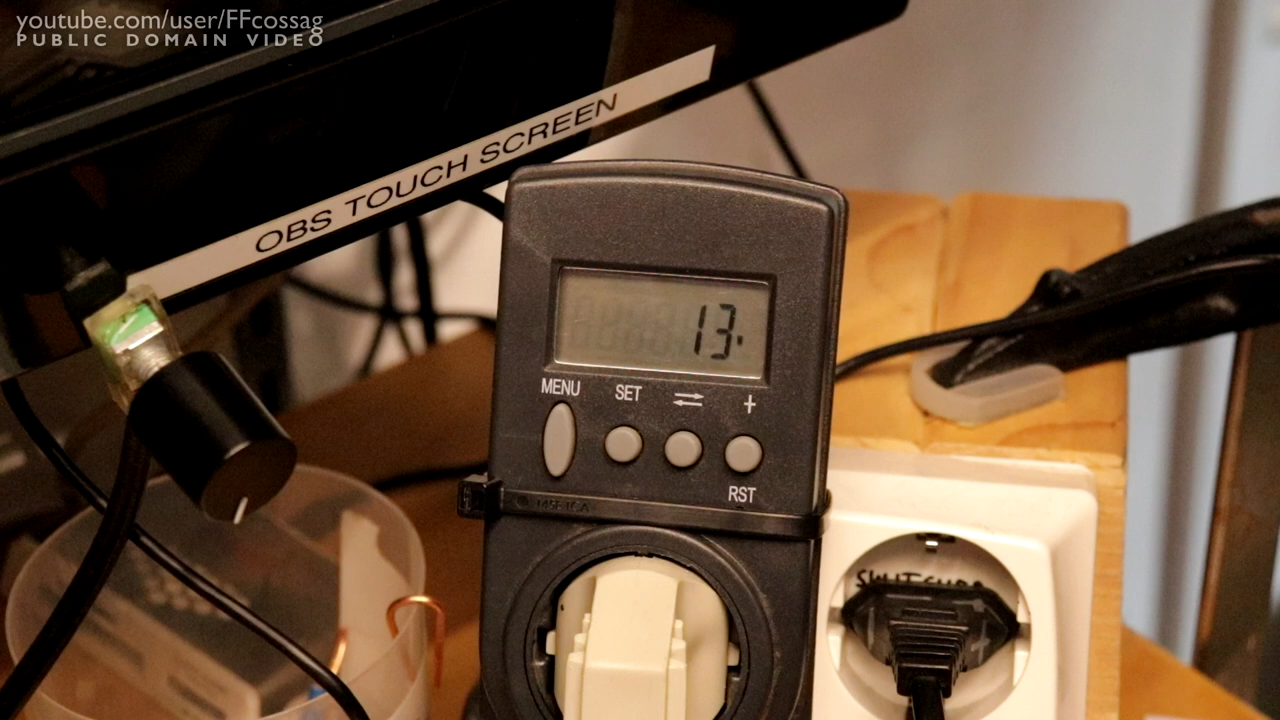 youtube.com/user/FFcossag
PUBLIC DOMAIN VIDEO
OBS TOUCH SCREEN
13.
MENU
SET
+
RST